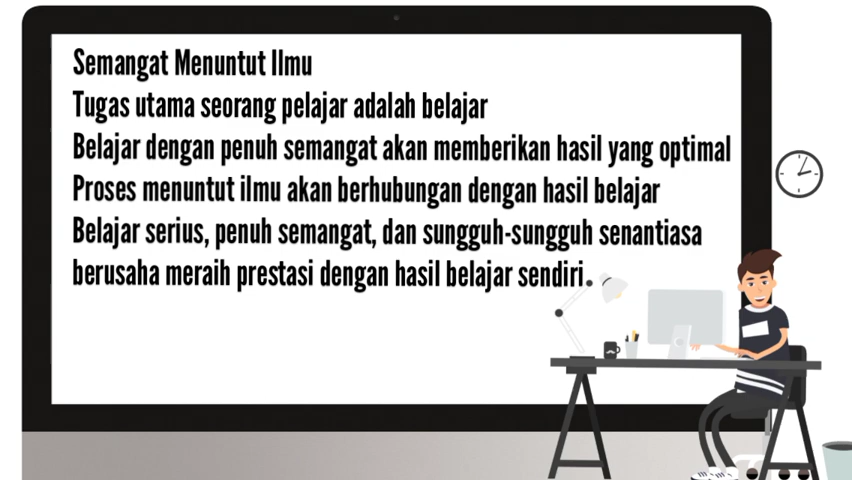 Semangat Menuntut Ilmu
Tugas utama seorang pelajar adalah belajar
Belajar dengan penuh semangat akan memberikan hasil yang optimal
Proses menuntut ilmu akan berhubungan dengan hasil belajar
Belajar serius, penuh semangat, dan sungguh-sungguh senantiasa
berusaha meraih prestasi dengan hasil belajar sendiri.